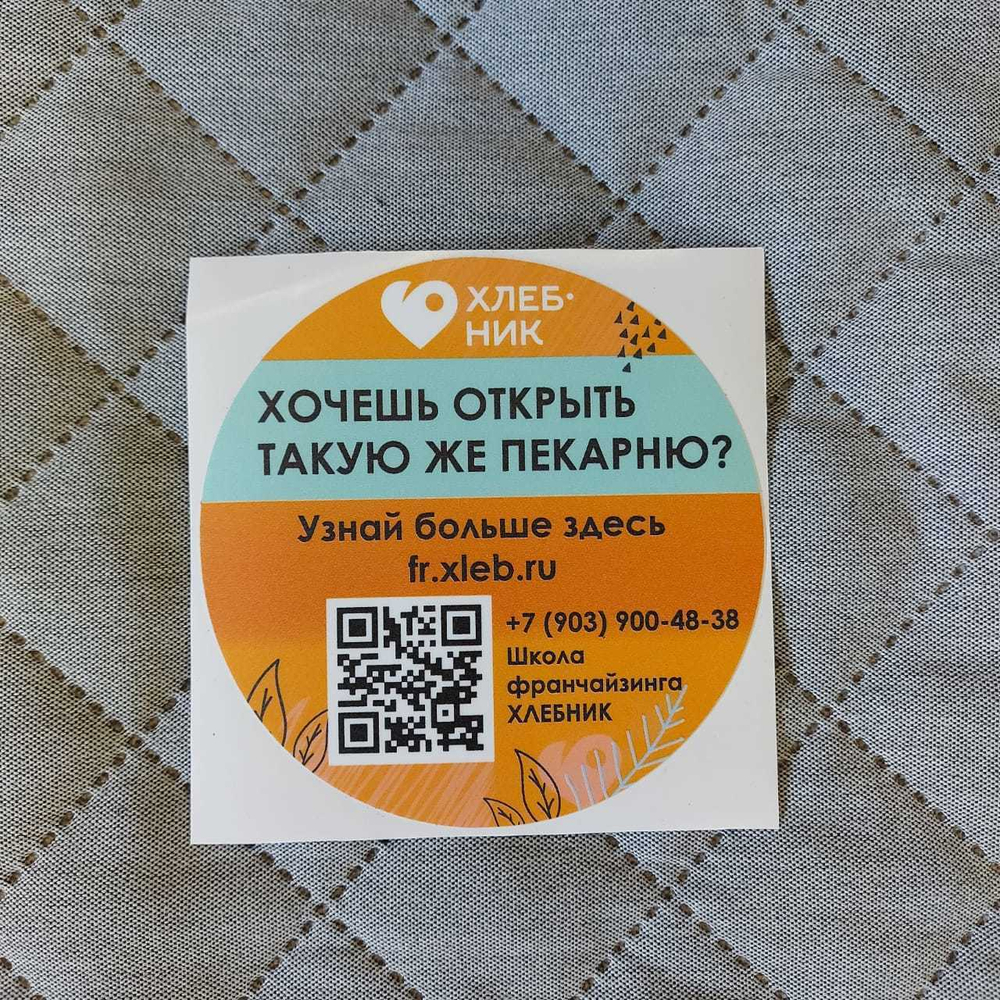 ХЛЕБ·
НИК
ХОЧЕШЬ ОТКРЫТЬ
ТАКУЮ ЖЕ ПЕКАРНЮ?
Узнай больше здесь
fr.xleb.ru
+7 (903) 900-48-38
Школа
франчайзинга
ХЛЕБНИК